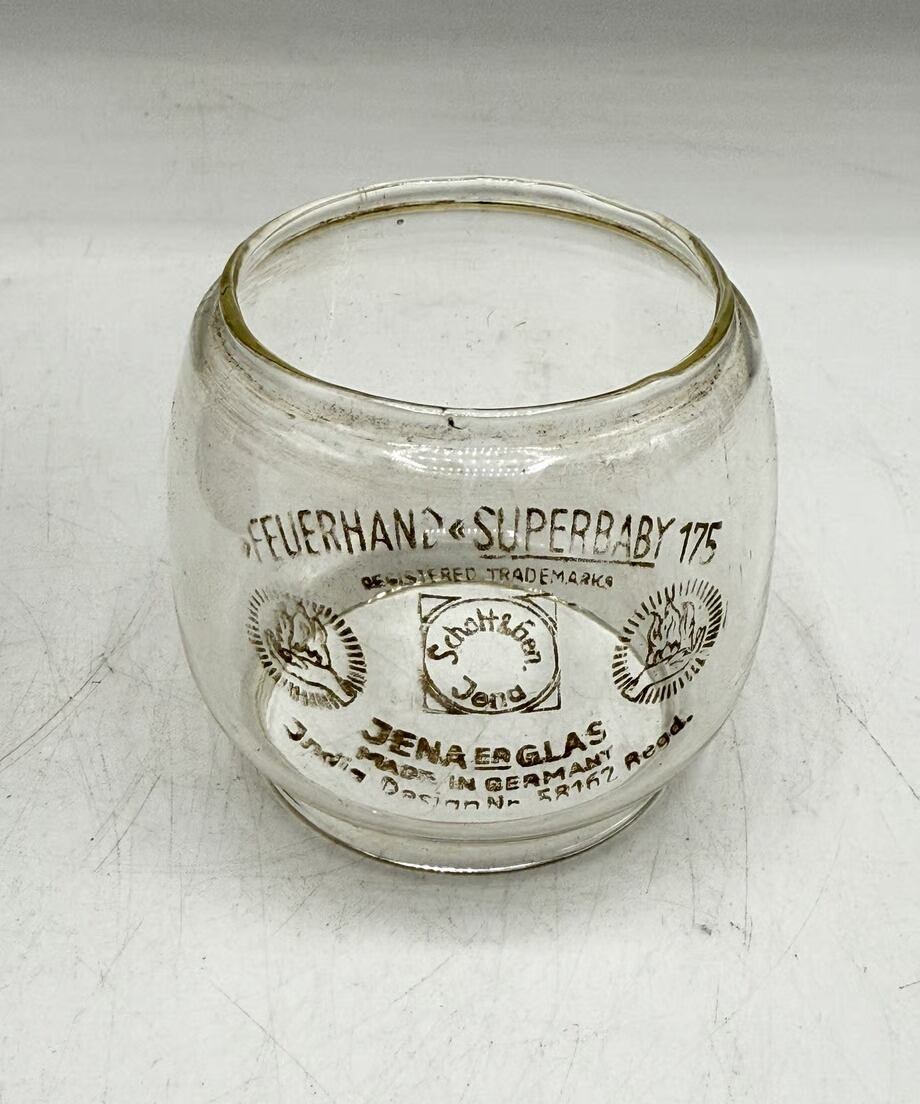 »FEUERHAND« SUPERBABY 175
REGISTERED TRADEMARKS
Schott & Gen.
Jena
JENAER GLAS
MADE IN GERMANY
India Design Nr. 58162 Regd.